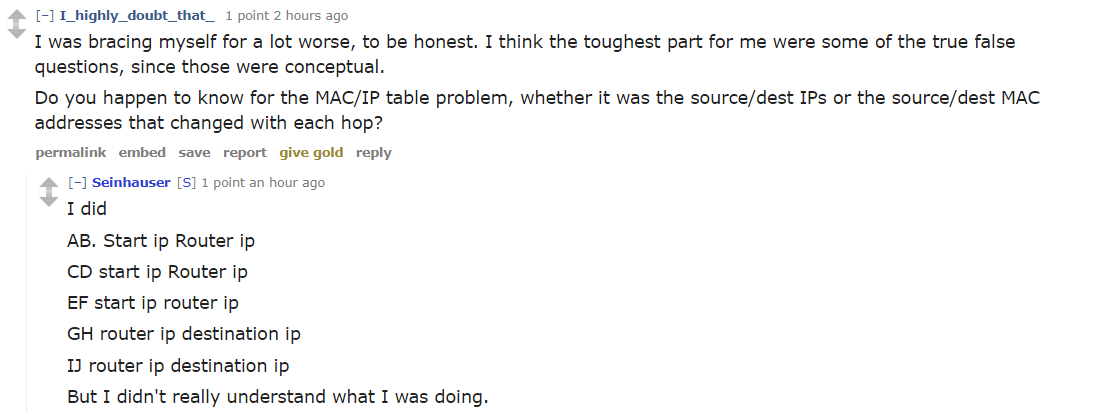 [-] I_highly_doubt_that_ 1 point 2 hours ago
I was bracing myself for a lot worse, to be honest. I think the toughest part for me were some of the true false
questions, since those were conceptual.
Do you happen to know for the MAC/IP table problem, whether it was the source/dest IPs or the source/dest MAC
addresses that changed with each hop?
permalink embed save report give gold reply
[-] Seinhauser [S] 1 point an hour ago
I did
AB. Start ip Router ip
CD start ip Router ip
EF start ip router ip
GH router ip destination ip
IJ router ip destination ip
But I didn't really understand what I was doing.